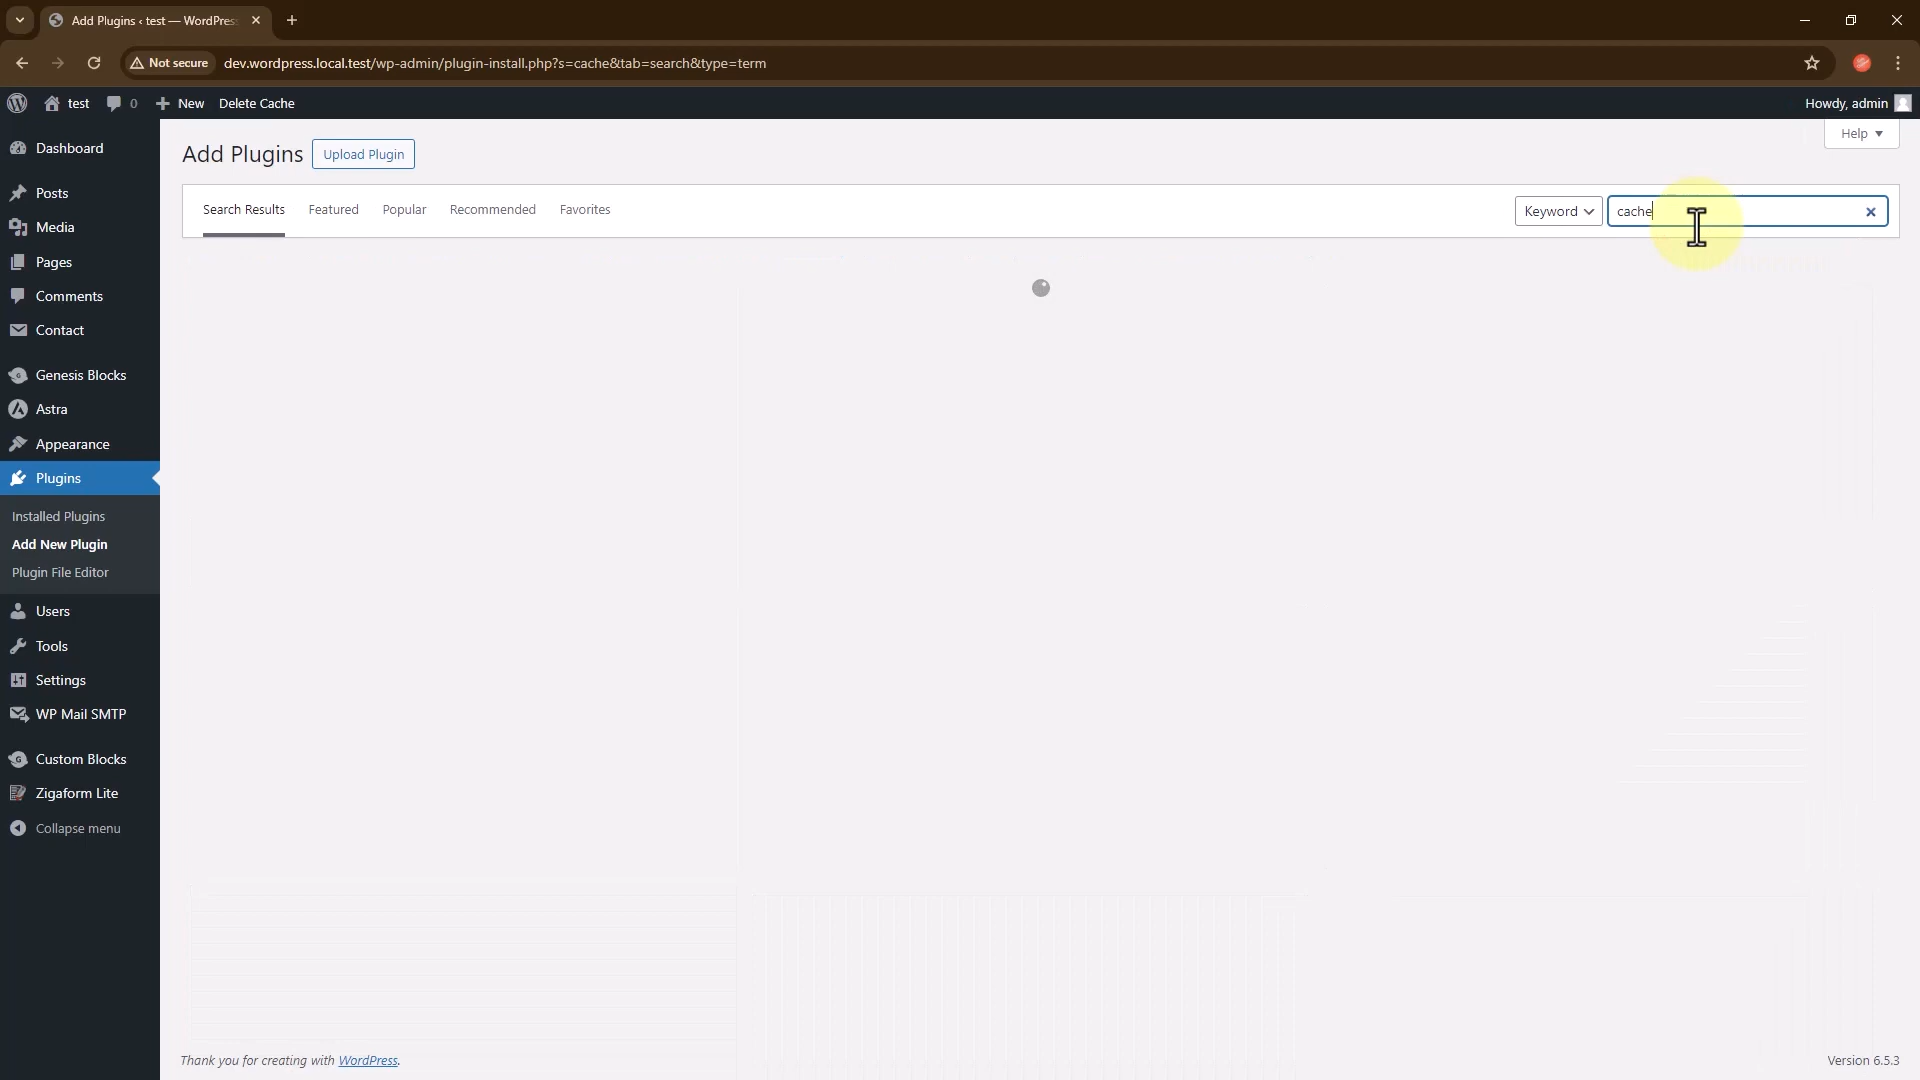 Add Plugins ‹ test — WordPres
Not secure
dev.wordpress.local.test/wp-admin/plugin-install.php?s=cache&tab=search&type=term
test
0
New
Delete Cache
Howdy, admin
Help
Add Plugins
Upload Plugin
Search Results
Featured
Popular
Recommended
Favorites
Keyword
cache
Dashboard
Posts
Media
Pages
Comments
Contact
Genesis Blocks
Astra
Appearance
Plugins
Installed Plugins
Add New Plugin
Plugin File Editor
Users
Tools
Settings
WP Mail SMTP
Custom Blocks
Zigaform Lite
Collapse menu
Thank you for creating with WordPress.
Version 6.5.3